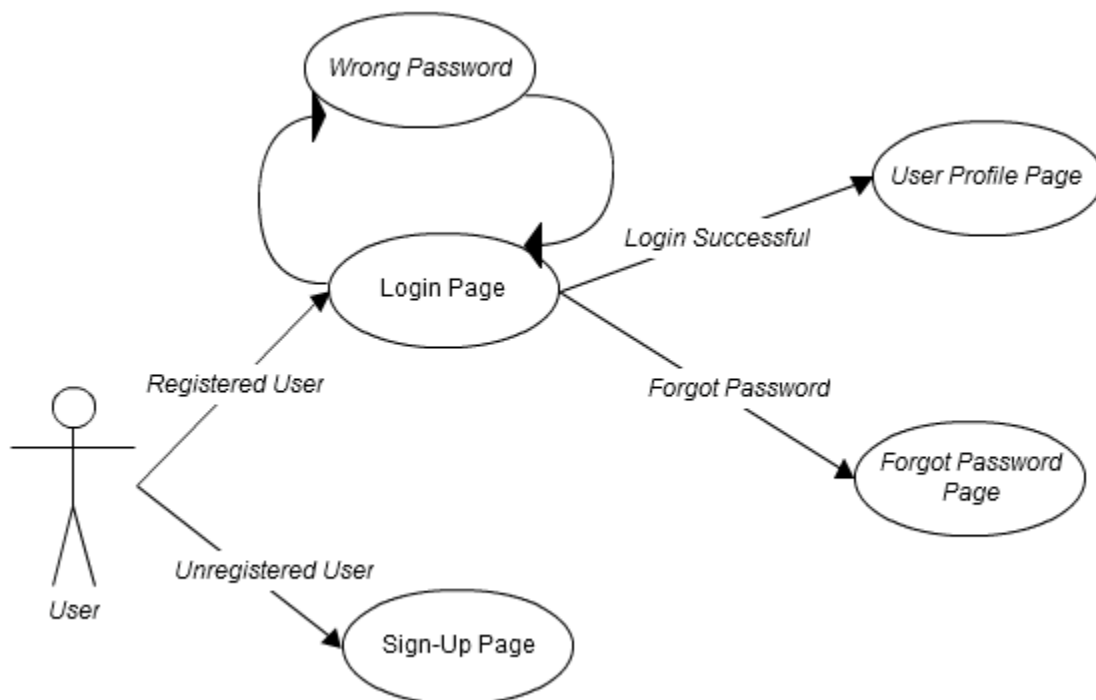 Wrong Password
User Profile Page
Login Successful
Login Page
Registered User
Forgot Password
Forgot Password
Page
Unregistered User
User
Sign-Up Page